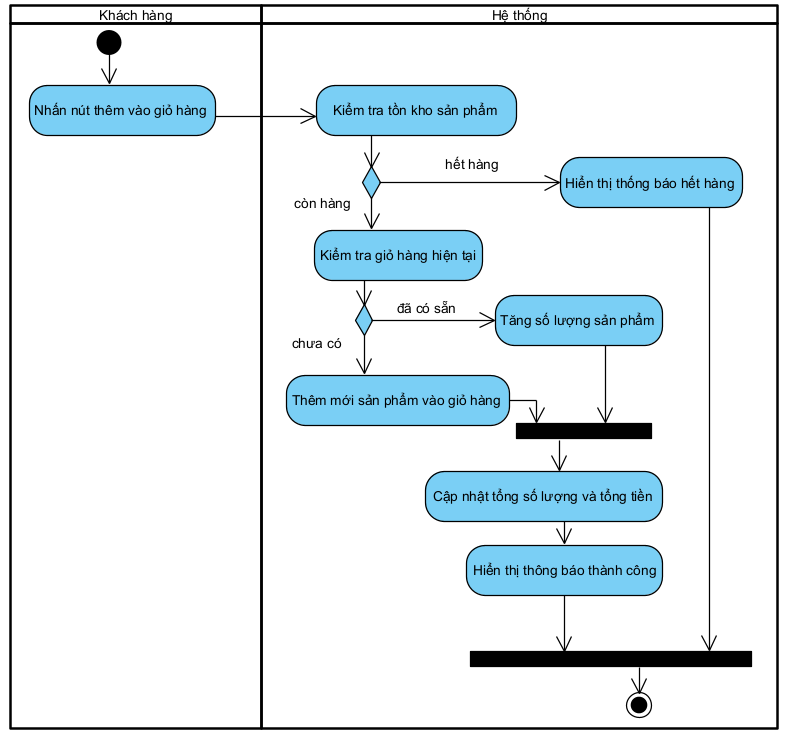 Khách hàng
Hệ thống
Nhấn nút thêm vào giỏ hàng
Kiểm tra tồn kho sản phẩm
hết hàng
Hiển thị thống báo hết hàng
còn hàng
Kiểm tra giỏ hàng hiện tại
đã có sẵn
Tăng số lượng sản phẩm
chưa có
Thêm mới sản phẩm vào giỏ hàng
Cập nhật tổng số lượng và tổng tiền
Hiển thị thông báo thành công